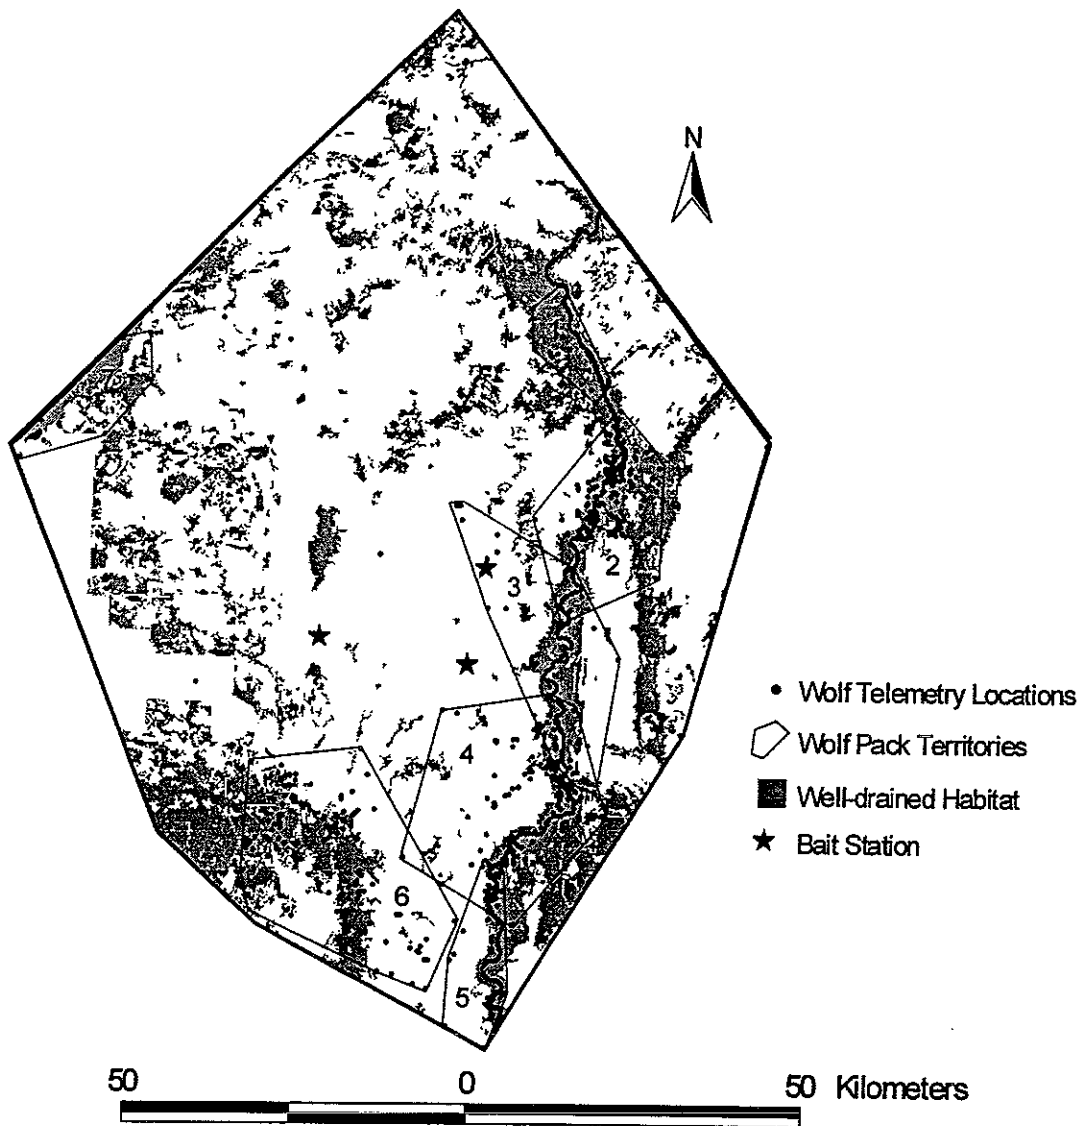 N
2
3
4
6
5
Wolf Telemetry Locations
Wolf Pack Territories
Well-drained Habitat
Bait Station
50 0 50 Kilometers